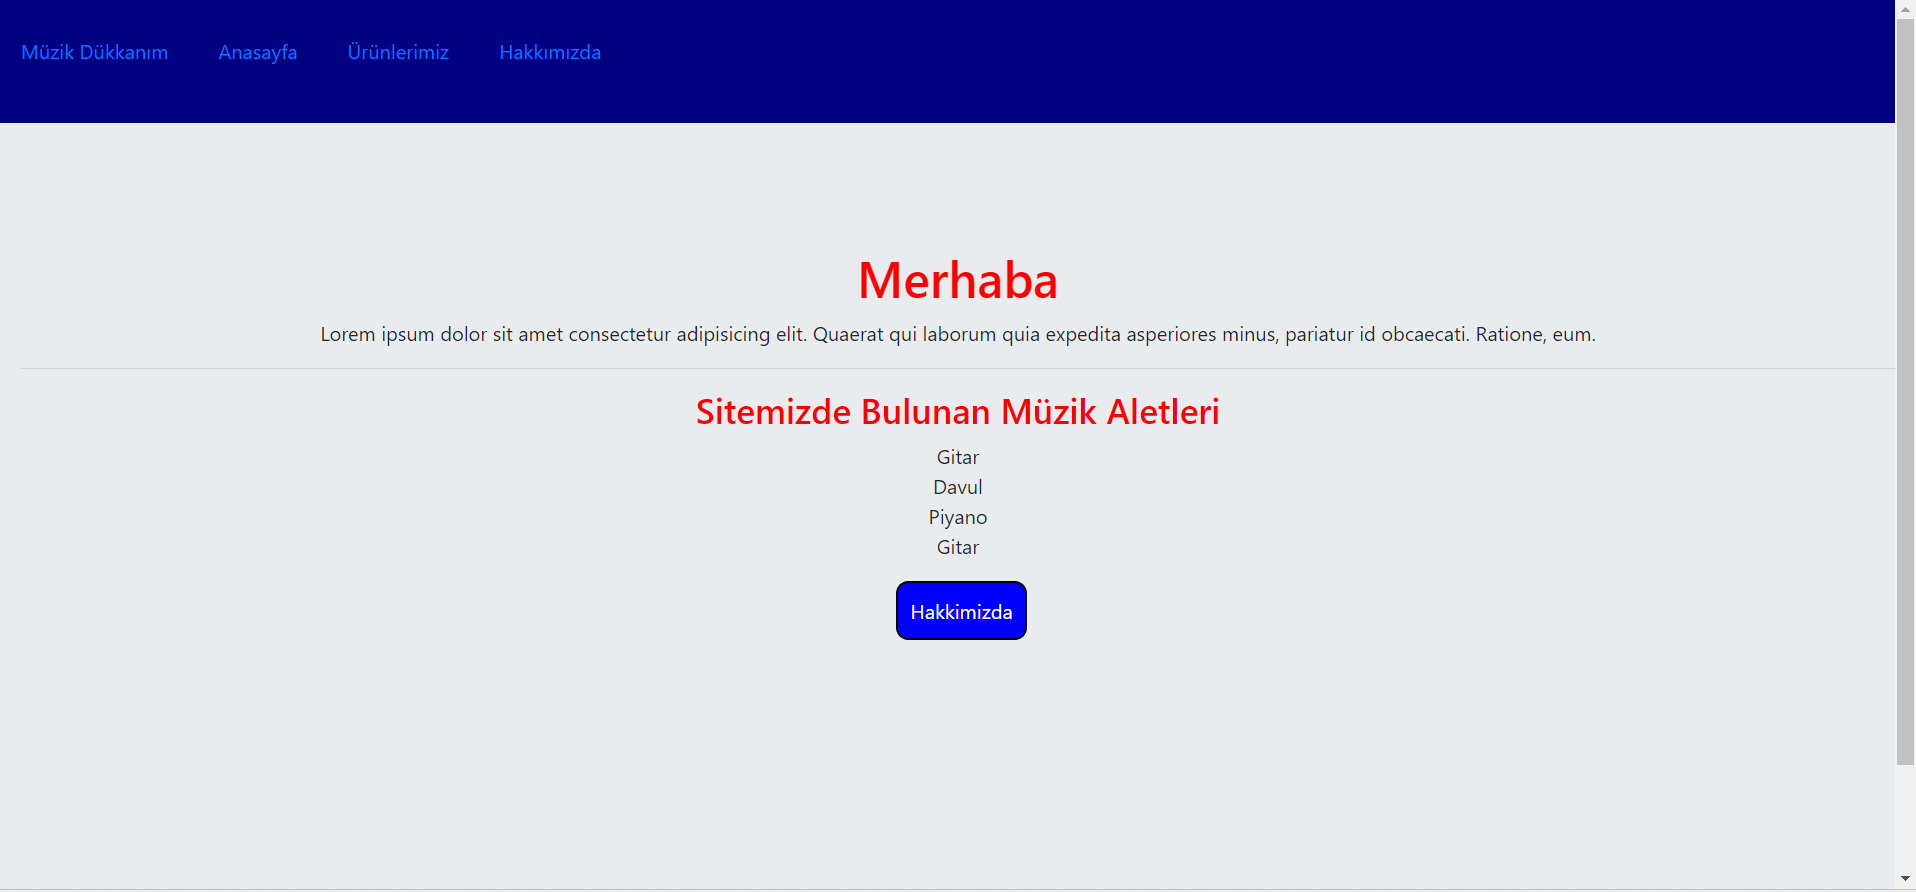 Müzik Dükkanım Anasayfa Ürünlerimiz Hakkımızda
Merhaba
Lorem ipsum dolor sit amet consectetur adipisicing elit. Quaerat qui laborum quia expedita asperiores minus, pariatur id obcaecati. Ratione, eum.
Sitemizde Bulunan Müzik Aletleri
Gitar
Davul
Piyano
Gitar
Hakkimizda